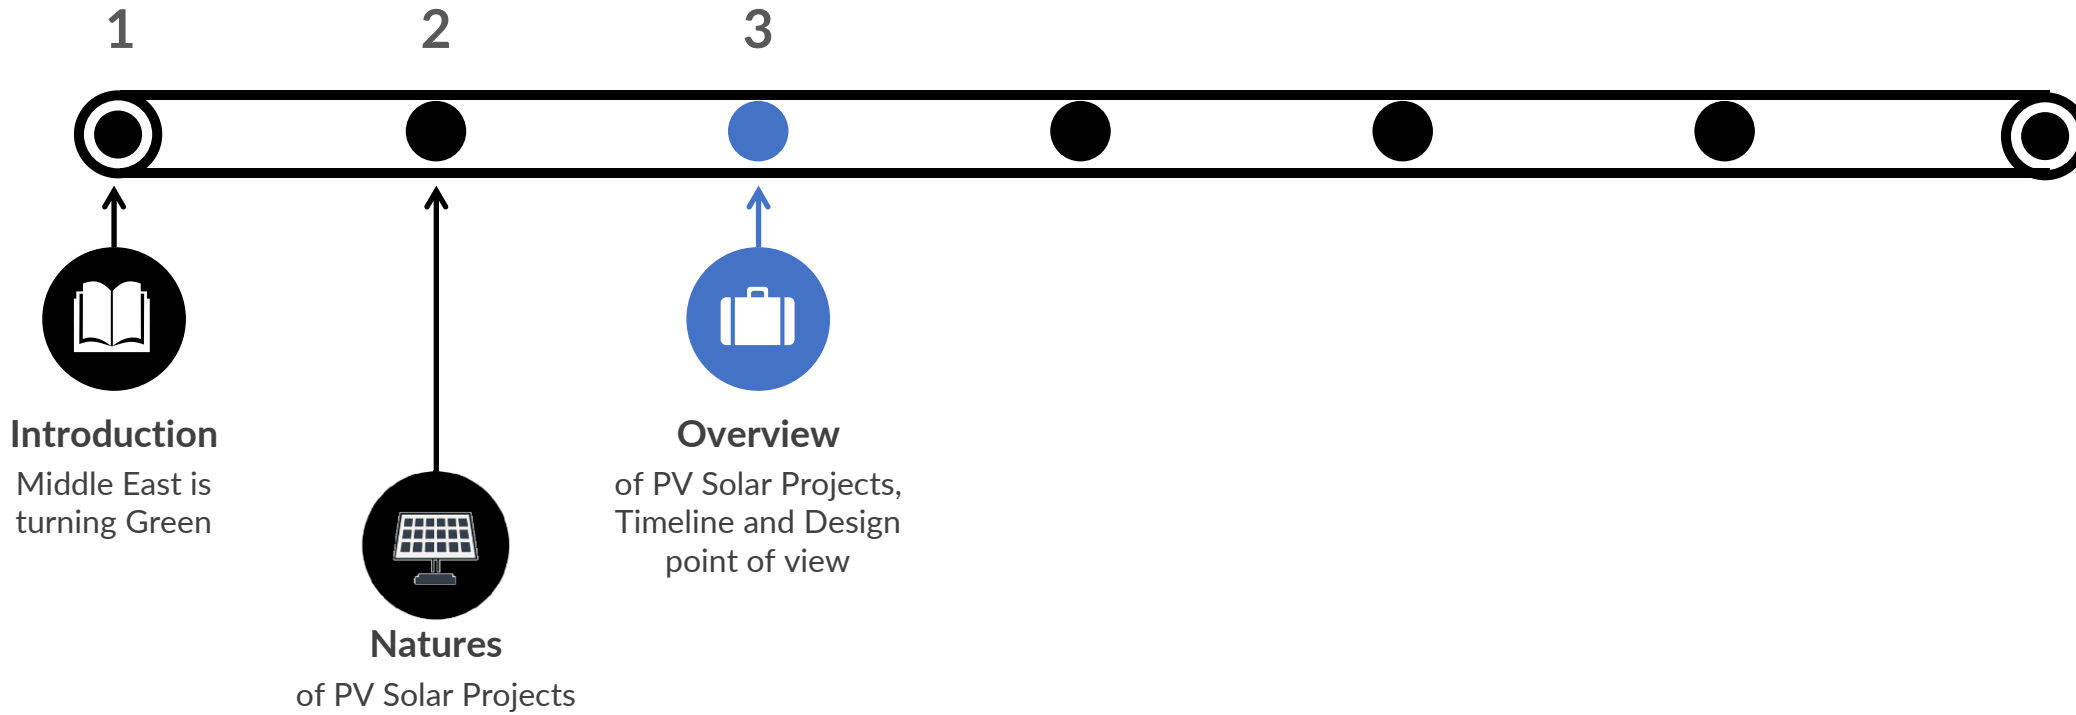 1
2
3
Introduction
Middle East is
turning Green
Natures
of PV Solar Projects
Overview
of PV Solar Projects,
Timeline and Design
point of view